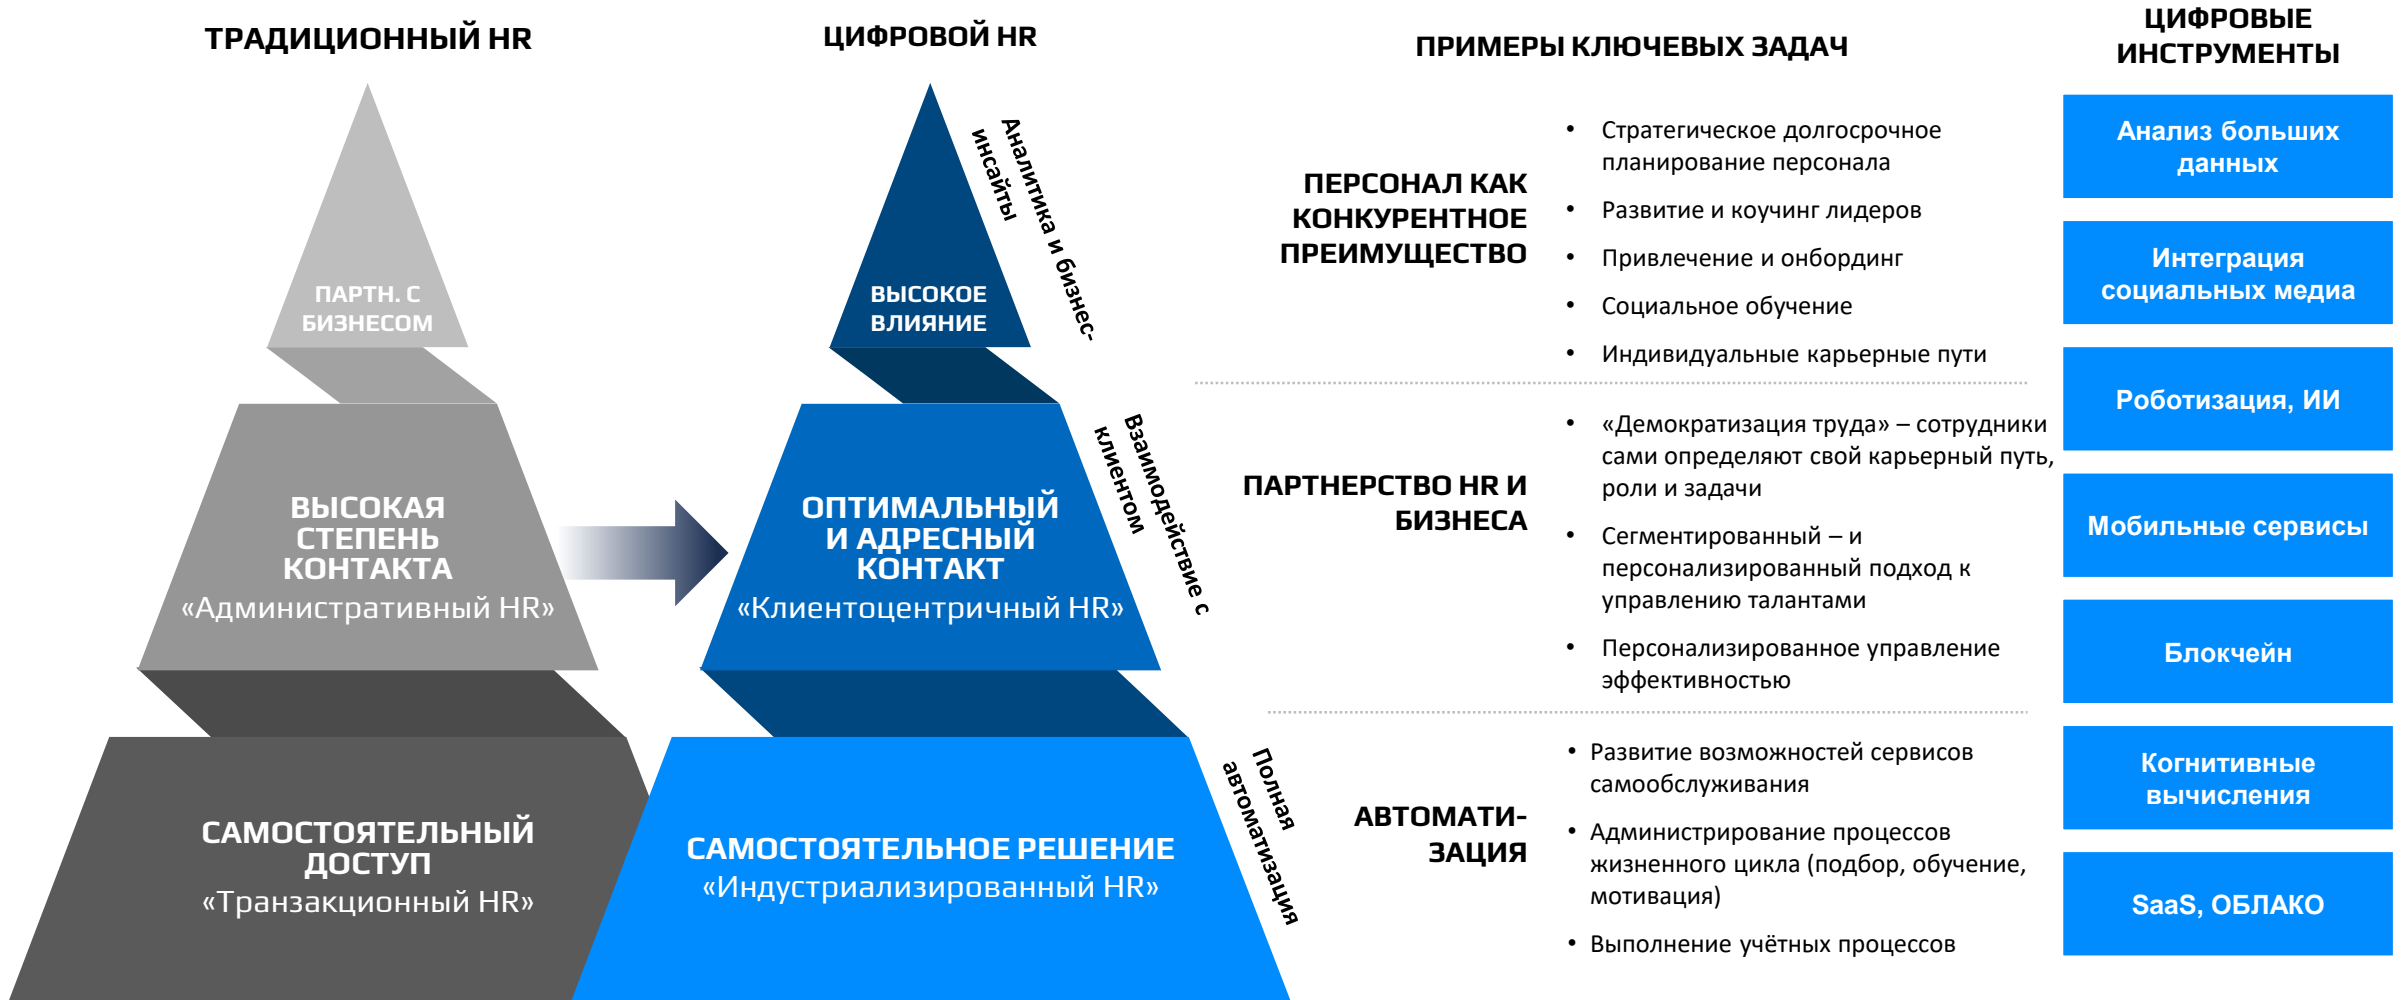 ТРАДИЦИОННЫЙ HR
ПАРТН. С
БИЗНЕСОМ
ВЫСОКАЯ
СТЕПЕНЬ
КОНТАКТА
«Административный HR»
САМОСТОЯТЕЛЬНЫЙ
ДОСТУП
«Транзакционный HR»
ЦИФРОВОЙ HR
ВЫСОКОЕ
ВЛИЯНИЕ
Аналитика и бизнес-
инсайты
ОПТИМАЛЬНЫЙ
И АДРЕСНЫЙ
КОНТАКТ
«Клиентоцентричный HR»
Взаимодействие с
клиентом
САМОСТОЯТЕЛЬНОЕ РЕШЕНИЕ
«Индустриализированный HR»
Полная
автоматизация
ПРИМЕРЫ КЛЮЧЕВЫХ ЗАДАЧ
ПЕРСОНАЛ КАК
КОНКУРЕНТНОЕ
ПРЕИМУЩЕСТВО
• Стратегическое долгосрочное
планирование персонала
• Развитие и коучинг лидеров
• Привлечение и онбординг
• Социальное обучение
• Индивидуальные карьерные пути
ПАРТНЕРСТВО HR И
БИЗНЕСА
• «Демократизация труда» – сотрудники
сами определяют свой карьерный путь,
роли и задачи
• Сегментированный – и
персонализированный подход к
управлению талантами
• Персонализированное управление
эффективностью
АВТОМАТИ-
ЗАЦИЯ
• Развитие возможностей сервисов
самообслуживания
• Администрирование процессов
жизненного цикла (подбор, обучение,
мотивация)
• Выполнение учётных процессов
ЦИФРОВЫЕ
ИНСТРУМЕНТЫ
Анализ больших
данных
Интеграция
социальных медиа
Роботизация, ИИ
Мобильные сервисы
Блокчейн
Когнитивные
вычисления
SaaS, ОБЛАКО